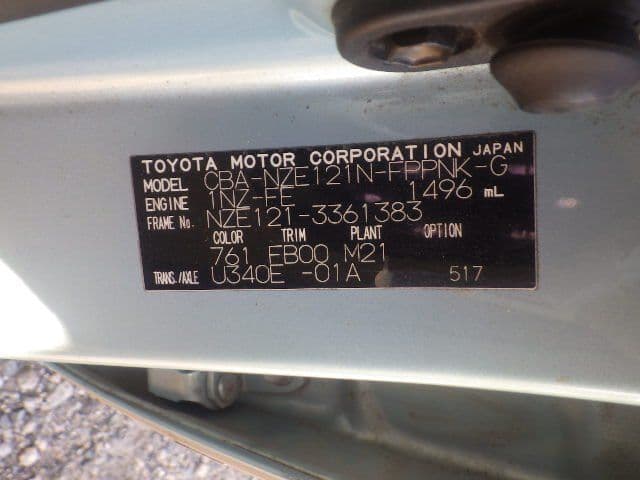 TOYOTA MOTOR CORPORATION JAPAN
MODEL CBA-NZE121N-FPPNK-G
ENGINE 1NZ-FE 1496 mL
FRAME No. NZE121-3361383
COLOR TRIM PLANT OPTION
761 EB00 M21
TRANS./AXLE U340E -01A 517